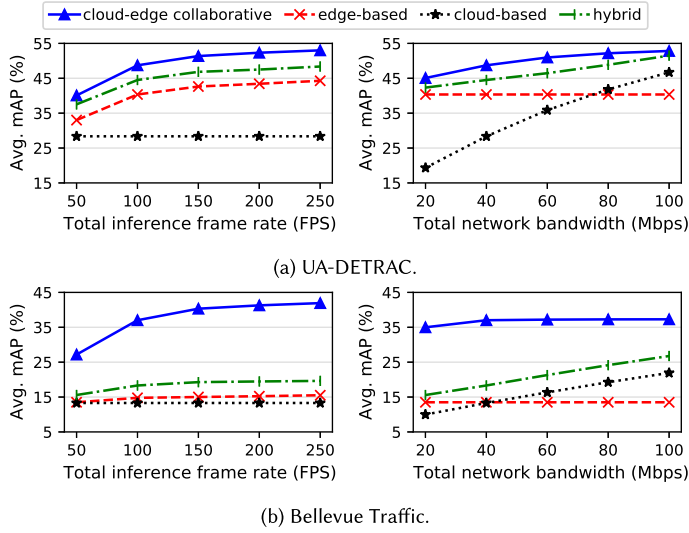 cloud-edge collaborative edge-based cloud-based hybrid
55
45
35
25
15
Avg. mAP (%)
50 100 150 200 250
Total inference frame rate (FPS)
55
45
35
25
15
Avg. mAP (%)
20 40 60 80 100
Total network bandwidth (Mbps)
(a) UA-DETRAC.
45
35
25
15
5
Avg. mAP (%)
50 100 150 200 250
Total inference frame rate (FPS)
45
35
25
15
5
Avg. mAP (%)
20 40 60 80 100
Total network bandwidth (Mbps)
(b) Bellevue Traffic.